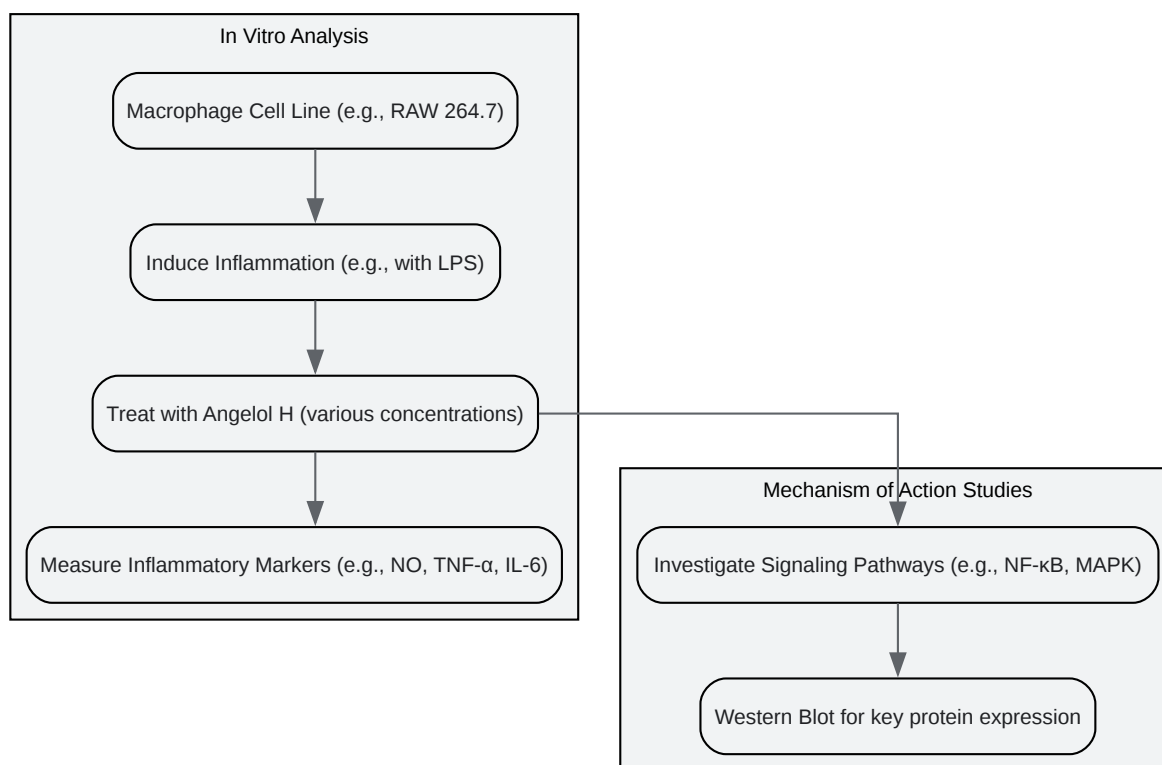 In Vitro Analysis
Macrophage Cell Line (e.g., RAW 264.7)
Induce Inflammation (e.g., with LPS)
Treat with Angelol H (various concentrations)
Measure Inflammatory Markers (e.g., NO, TNF-α, IL-6)
Mechanism of Action Studies
Investigate Signaling Pathways (e.g., NF-κB, MAPK)
Western Blot for key protein expression